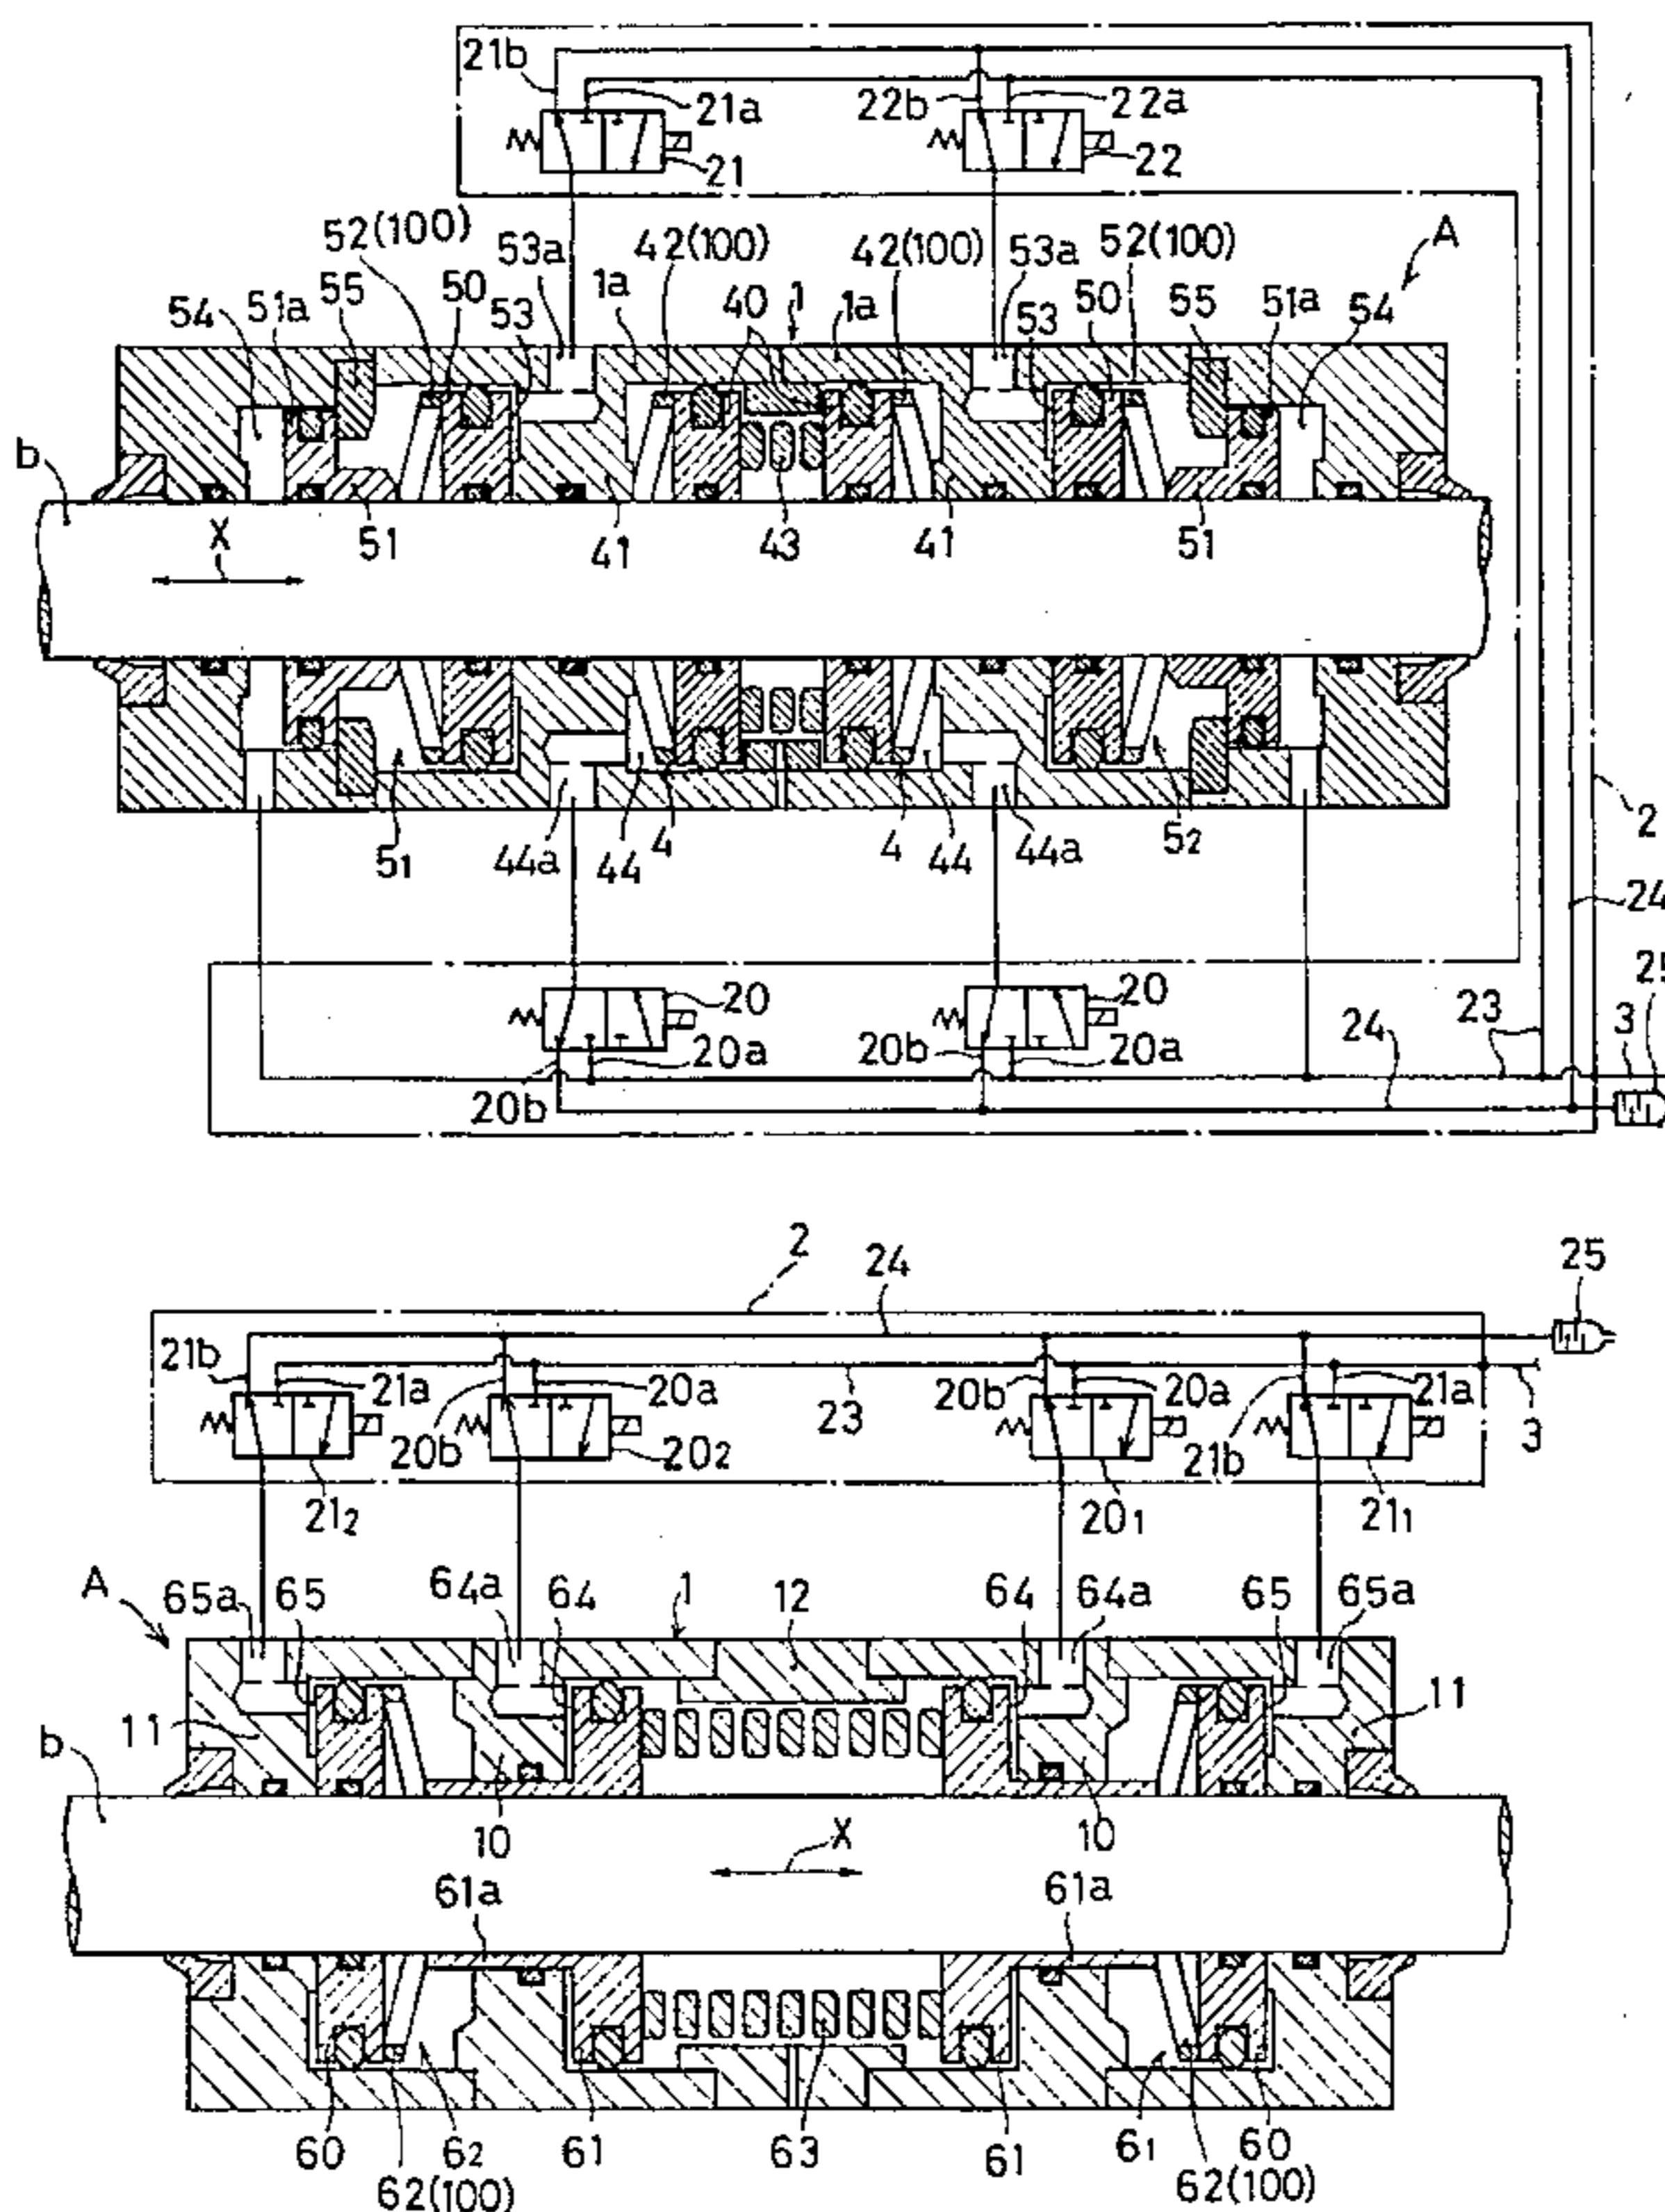 21b 22b 22a
21a
21 22
52(100) 53a 42(100) 42(100) 53a 52(100) A
54 51a 55 50 53 1a 40 1 1a 53 50 55 51a 54
b
X 51 41 43 41 51
2
5₁ 44a 44 4 4 44 44a 5₂
24
20 20 25
20b 20a 20b 20a 24 23 3
2 24 25
21b 21a 20b 20a 23 20b 20a 21b 21a 3
21₂ 20₂ 20₁ 21₁
A 65a 65 64a 64 1 12 64 64a 65 65a
11 11
b
10 X 10
61a 61a
60 62(100) 6₂ 61 63 61 6₁ 62(100) 60